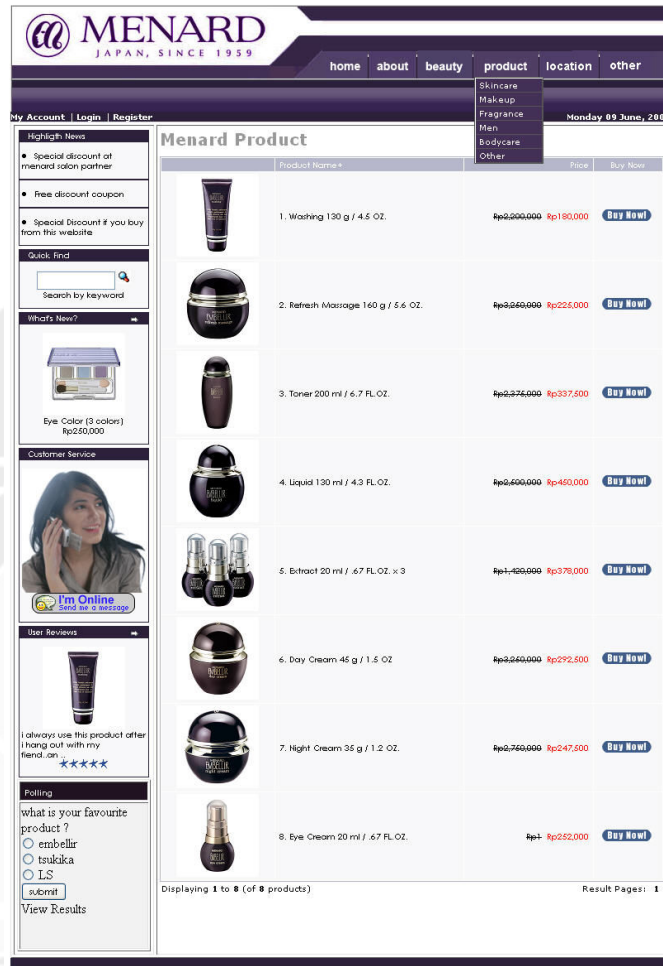 MENARD
JAPAN, SINCE 1959
home about beauty product location other
Skincare
Makeup
Fragrance
Men
Bodycare
Other
My Account | Login | Register
Monday 09 June, 200
Highligth News
• Special discount at
menard salon partner
• Free discount coupon
• Special Discount if you buy
from this website
Quick Find
Search by keyword
What's New?
Eye Color (3 colors)
Rp250,000
Customer Service
I'm Online
Send me a message
User Reviews
i always use this product after
i hang out with my
fiend..an ..
Polling
what is your favourite
product ?
embellir
tsukika
LS
submit
View Results
Menard Product
Product Name+ Price Buy Now
1. Washing 130 g / 4.5 OZ. Rp2,200,000 Rp180,000 Buy Now!
2. Refresh Massage 160 g / 5.6 OZ. Rp3,250,000 Rp225,000 Buy Now!
3. Toner 200 ml / 6.7 FL.OZ. Rp2,375,000 Rp337,500 Buy Now!
4. Liquid 130 ml / 4.3 FL.OZ. Rp2,500,000 Rp450,000 Buy Now!
5. Extract 20 ml / .67 FL.OZ. x 3 Rp1,420,000 Rp378,000 Buy Now!
6. Day Cream 45 g / 1.5 OZ Rp3,250,000 Rp292,500 Buy Now!
7. Night Cream 35 g / 1.2 OZ. Rp2,750,000 Rp247,500 Buy Now!
8. Eye Cream 20 ml / .67 FL.OZ. Rp1 Rp252,000 Buy Now!
Displaying 1 to 8 (of 8 products)
Result Pages: 1